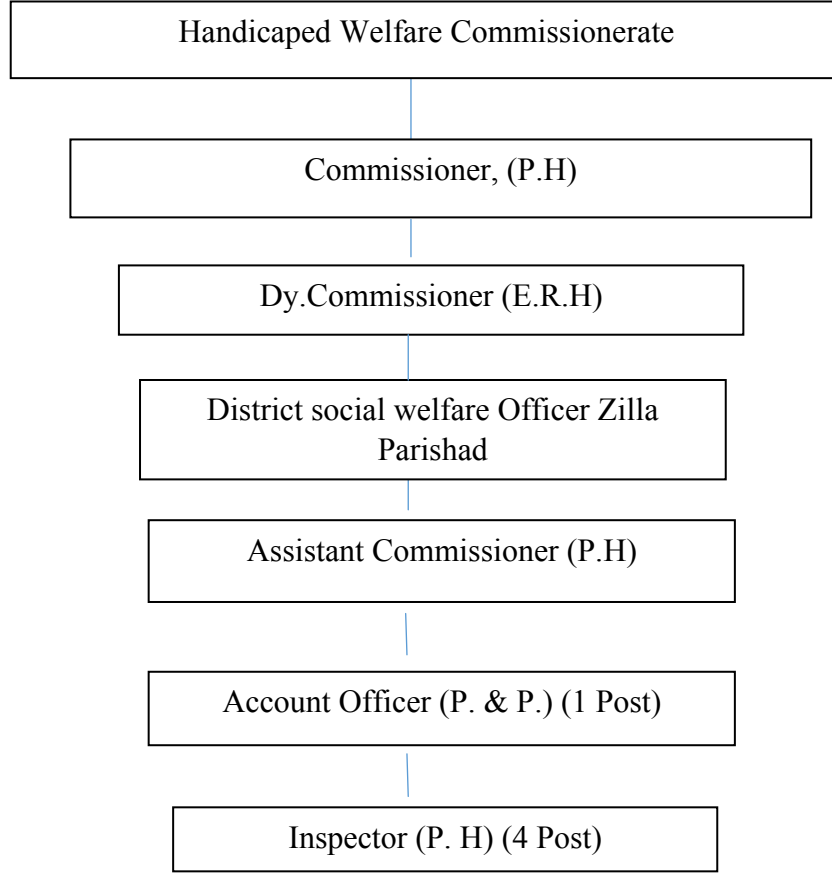 Handicaped Welfare Commissionerate
Commissioner, (P.H)
Dy.Commissioner (E.R.H)
District social welfare Officer Zilla
Parishad
Assistant Commissioner (P.H)
Account Officer (P. & P.) (1 Post)
Inspector (P. H) (4 Post)